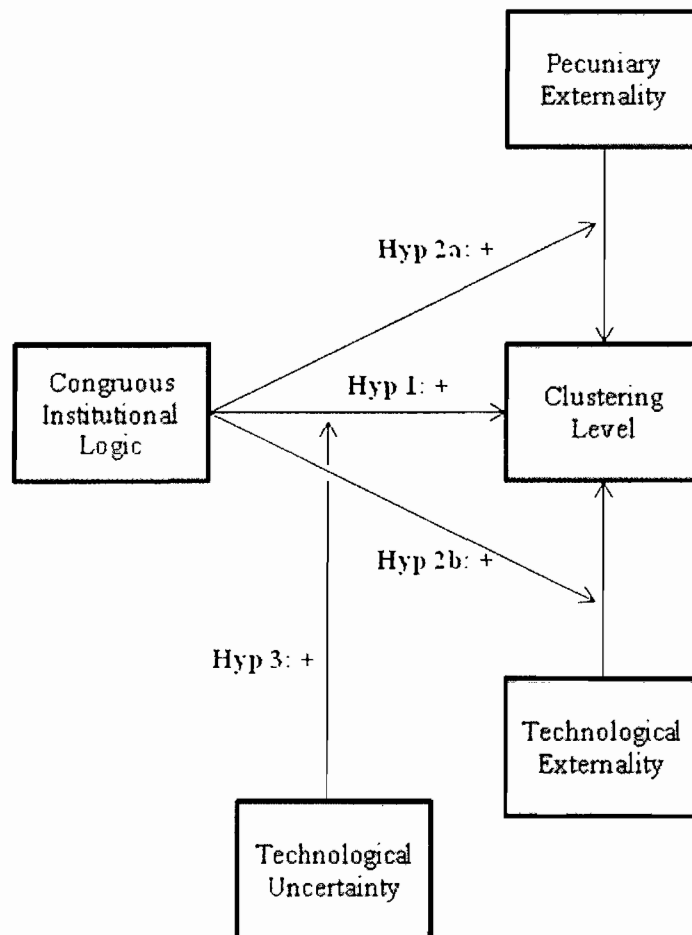 Pecuniary
Externality
Hyp 2a: +
Congruous
Institutional
Logic
Hyp 1: +
Clustering
Level
Hyp 2b: +
Hyp 3: +
Technological
Externality
Technological
Uncertainty